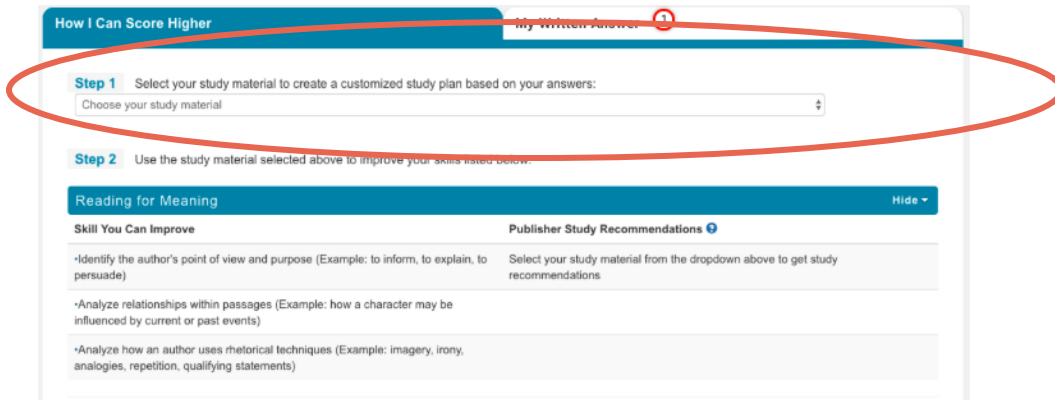 How I Can Score Higher
My Written Answer 1
Step 1 Select your study material to create a customized study plan based on your answers:
Choose your study material
Step 2 Use the study material selected above to improve your skills listed below:
Reading for Meaning Hide
Skill You Can Improve
Publisher Study Recommendations ?
•Identify the author's point of view and purpose (Example: to inform, to explain, to
persuade)
Select your study material from the dropdown above to get study
recommendations
•Analyze relationships within passages (Example: how a character may be
influenced by current or past events)
•Analyze how an author uses rhetorical techniques (Example: imagery, irony,
analogies, repetition, qualifying statements)